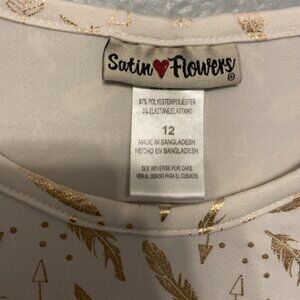 Satin Flowers
97% POLYESTER/POLIÉSTER
3% ELASTANE/ELASTANO
12
MADE IN BANGLADESH
HECHO EN BANGLADESH
SEE REVERSE FOR CARE
VER AL DORSO PARA EL CUIDADO